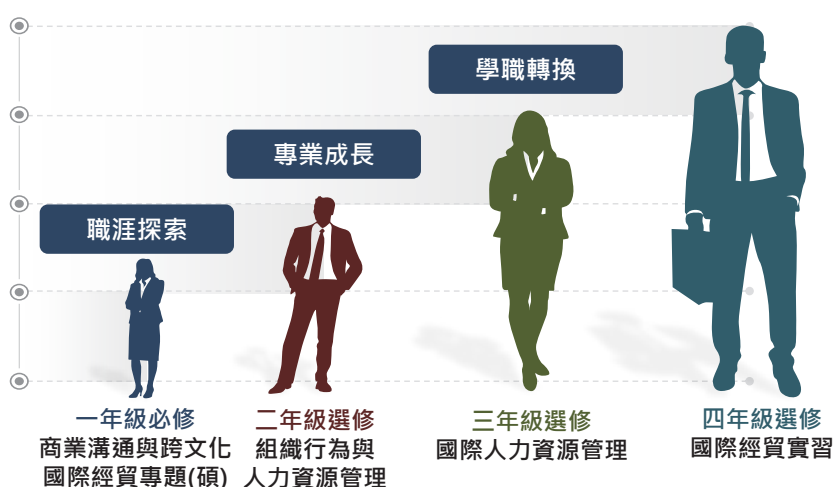 學職轉換
專業成長
職涯探索
一年級必修
商業溝通與跨文化
國際經貿專題(碩)
二年級選修
組織行為與
人力資源管理
三年級選修
國際人力資源管理
四年級選修
國際經貿實習